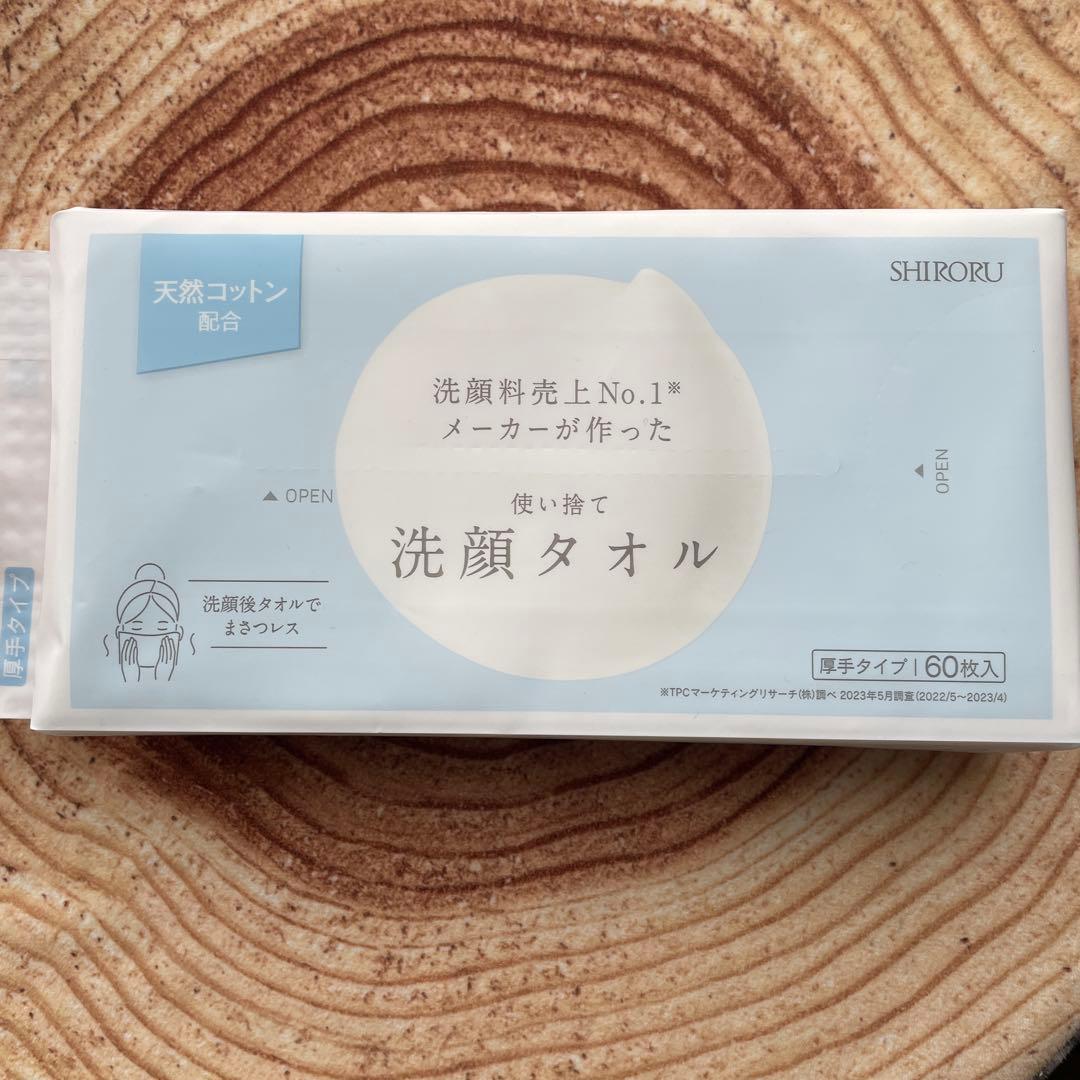 天然コットン
配合
SHIRORU
洗顔料売上No.1※
メーカーが作った
▲ OPEN
◀ OPEN
使い捨て
洗顔タオル
洗顔後タオルで
まさつレス
厚手タイプ
厚手タイプ | 60枚入
※TPCマーケティングリサーチ(株)調べ 2023年5月調査(2022/5〜2023/4)